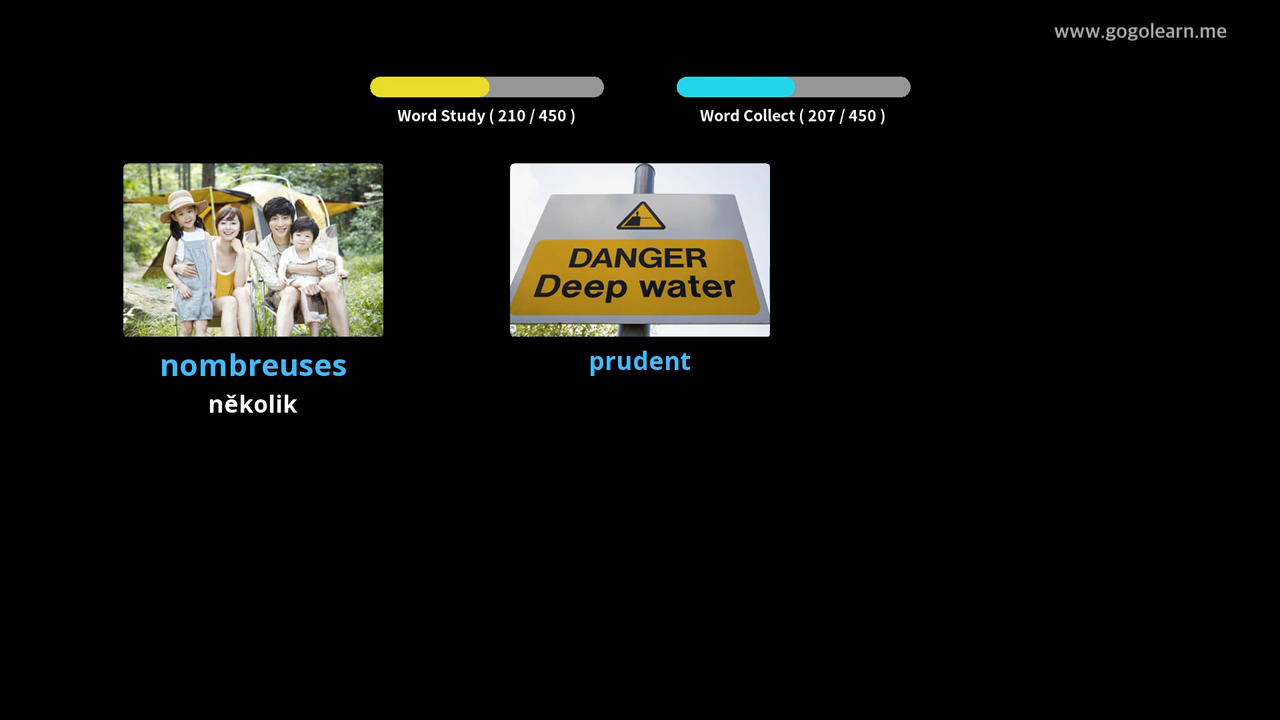 www.gogolearn.me
Word Study ( 210 / 450 )
Word Collect ( 207 / 450 )
DANGER
Deep water
nombreuses
několik
prudent